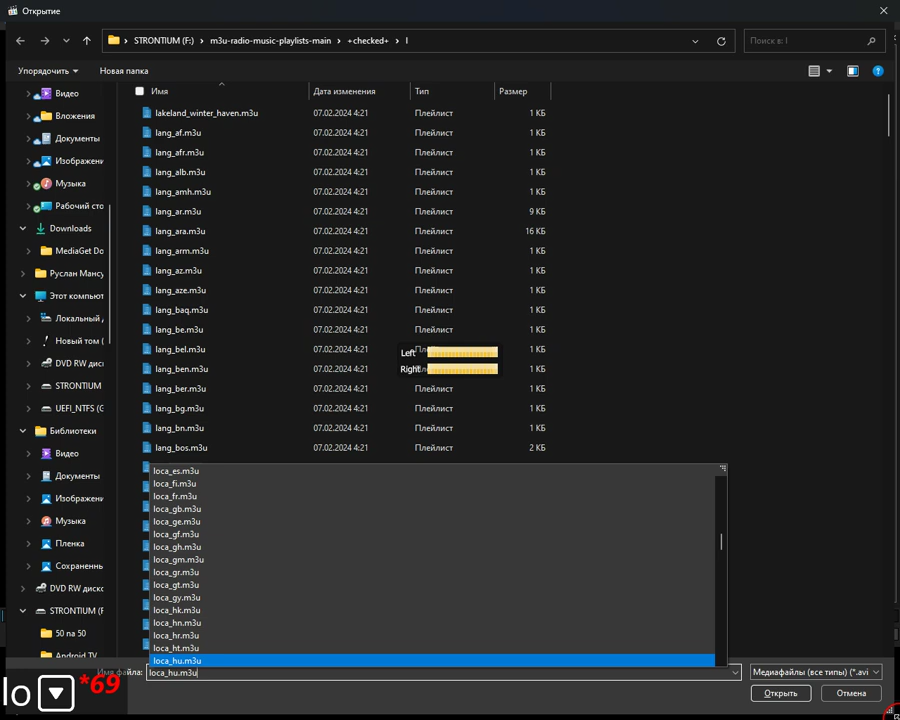 Открытие
STRONTIUM (F:) › m3u-radio-music-playlists-main › +checked+ › l
Поиск в: l
Упорядочить
Новая папка
Имя
Дата изменения
Тип
Размер
Видео
Вложения
Документы
Изображени
Музыка
Рабочий сто
Downloads
MediaGet Do
Руслан Мансу
Этот компьют
Локальный
Новый том (
DVD RW диск
STRONTIUM
UEFI_NTFS (G
Библиотеки
Видео
Документы
Изображени
Музыка
Пленка
Сохраненнь
DVD RW диско
STRONTIUM (F
50 na 50
Android TV
lakeland_winter_haven.m3u 07.02.2024 4:21 Плейлист 1 КБ
lang_af.m3u 07.02.2024 4:21 Плейлист 1 КБ
lang_afr.m3u 07.02.2024 4:21 Плейлист 1 КБ
lang_alb.m3u 07.02.2024 4:21 Плейлист 1 КБ
lang_amh.m3u 07.02.2024 4:21 Плейлист 1 КБ
lang_ar.m3u 07.02.2024 4:21 Плейлист 9 КБ
lang_ara.m3u 07.02.2024 4:21 Плейлист 16 КБ
lang_arm.m3u 07.02.2024 4:21 Плейлист 1 КБ
lang_az.m3u 07.02.2024 4:21 Плейлист 1 КБ
lang_aze.m3u 07.02.2024 4:21 Плейлист 1 КБ
lang_baq.m3u 07.02.2024 4:21 Плейлист 1 КБ
lang_be.m3u 07.02.2024 4:21 Плейлист 1 КБ
lang_bel.m3u 07.02.2024 4:21 Пле 1 КБ
lang_ben.m3u 07.02.2024 4:21 1 КБ
lang_ber.m3u 07.02.2024 4:21 Плейлист 1 КБ
lang_bg.m3u 07.02.2024 4:21 Плейлист 1 КБ
lang_bn.m3u 07.02.2024 4:21 Плейлист 1 КБ
lang_bos.m3u 07.02.2024 4:21 Плейлист 2 КБ
Left
Right
loca_es.m3u
loca_fi.m3u
loca_fr.m3u
loca_gb.m3u
loca_ge.m3u
loca_gf.m3u
loca_gh.m3u
loca_gm.m3u
loca_gr.m3u
loca_gt.m3u
loca_gy.m3u
loca_hk.m3u
loca_hn.m3u
loca_hr.m3u
loca_ht.m3u
loca_hu.m3u
Имя файла: loca_hu.m3u
Медиафайлы (все типы) (*.avi
Открыть
Отмена
lo
*69